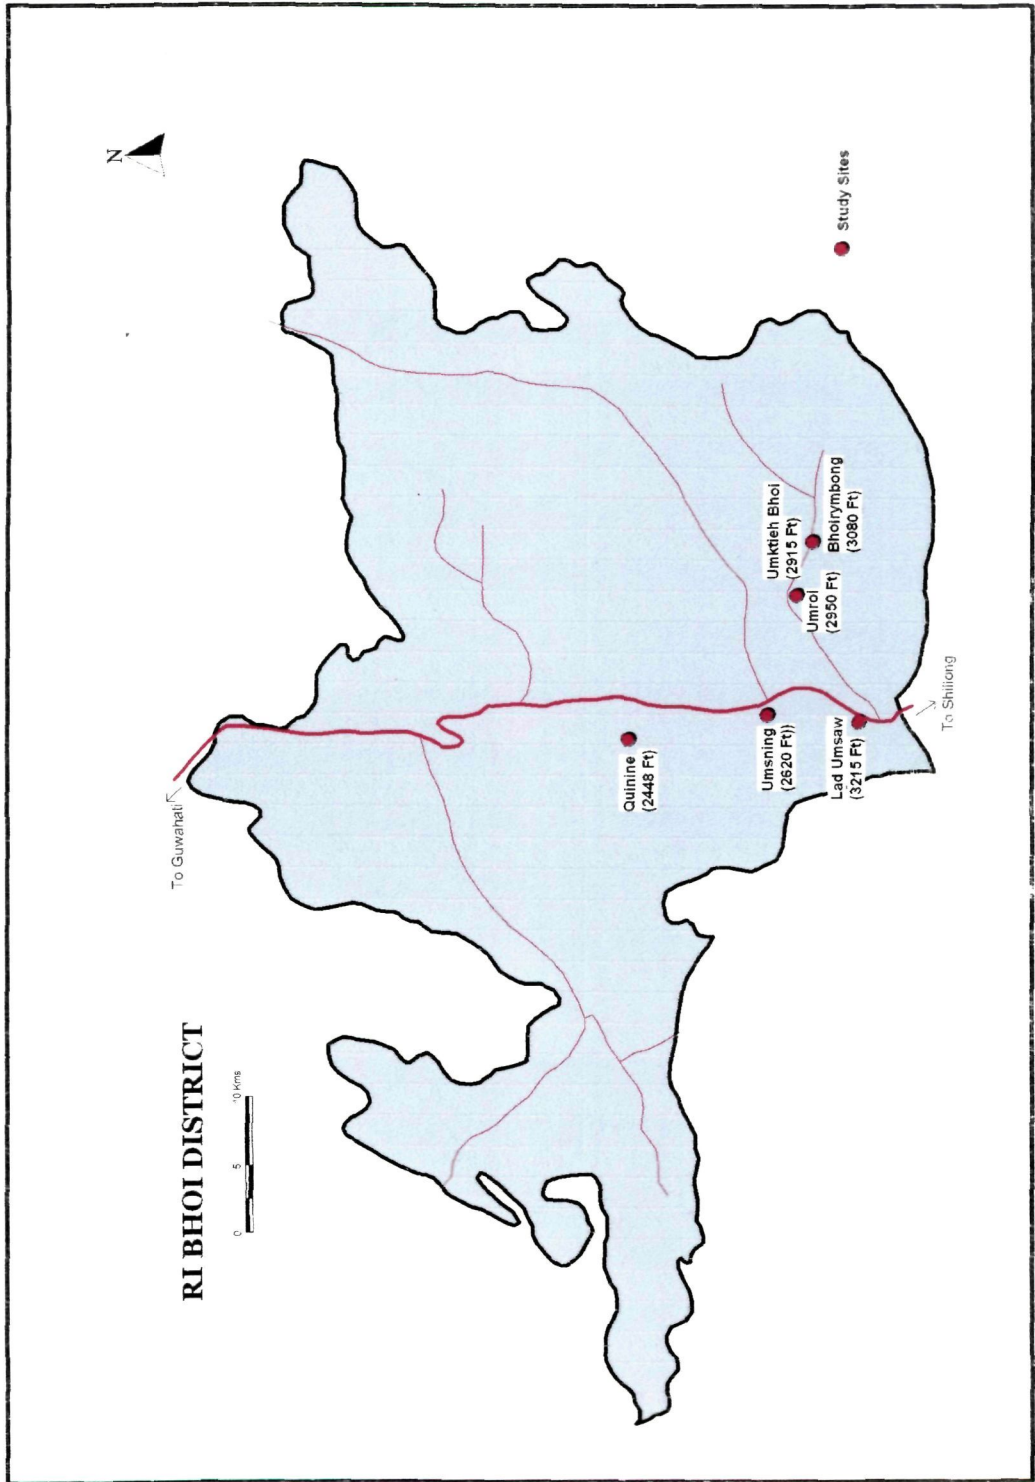 RI BHOI DISTRICT
0 5 10 Kms
N
To Guwahati
Quinine
(2448 Ft)
Umsning
(2620 Ft))
Lad Umsaw
(3215 Ft)
Umktieh Bhoi
(2915 Ft)
Umroi
(2950 Ft)
Bhoirymbong
(3080 Ft)
To Shillong
Study Sites